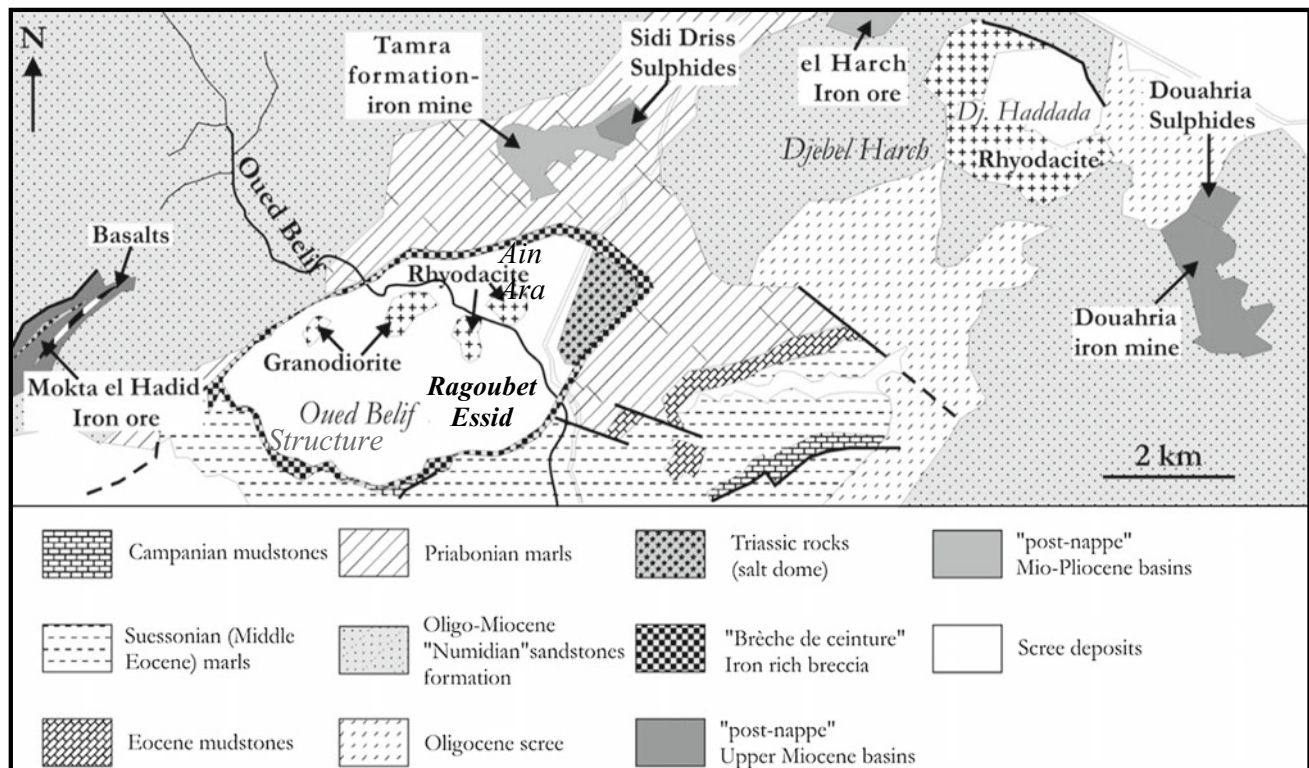 N
Tamra
formation-
iron mine
Sidi Driss
Sulphides
el Harch
Iron ore
Douahria
Sulphides
Dj. Haddada
Djebel Harch
Rhyodacite
Oued Belif
Basalts
Ain
Ara
Rhyodacite
Granodiorite
Douahria
iron mine
Mokta el Hadid
Iron ore
Ragoubet
Essid
Oued Belif
Structure
2 km
Campanian mudstones
Priabonian marls
Triassic rocks
(salt dome)
"post-nappe"
Mio-Pliocene basins
Suessonian (Middle
Eocene) marls
Oligo-Miocene
"Numidian"sandstones
formation
"Brèche de ceinture"
Iron rich breccia
Scree deposits
Eocene mudstones
Oligocene scree
"post-nappe"
Upper Miocene basins